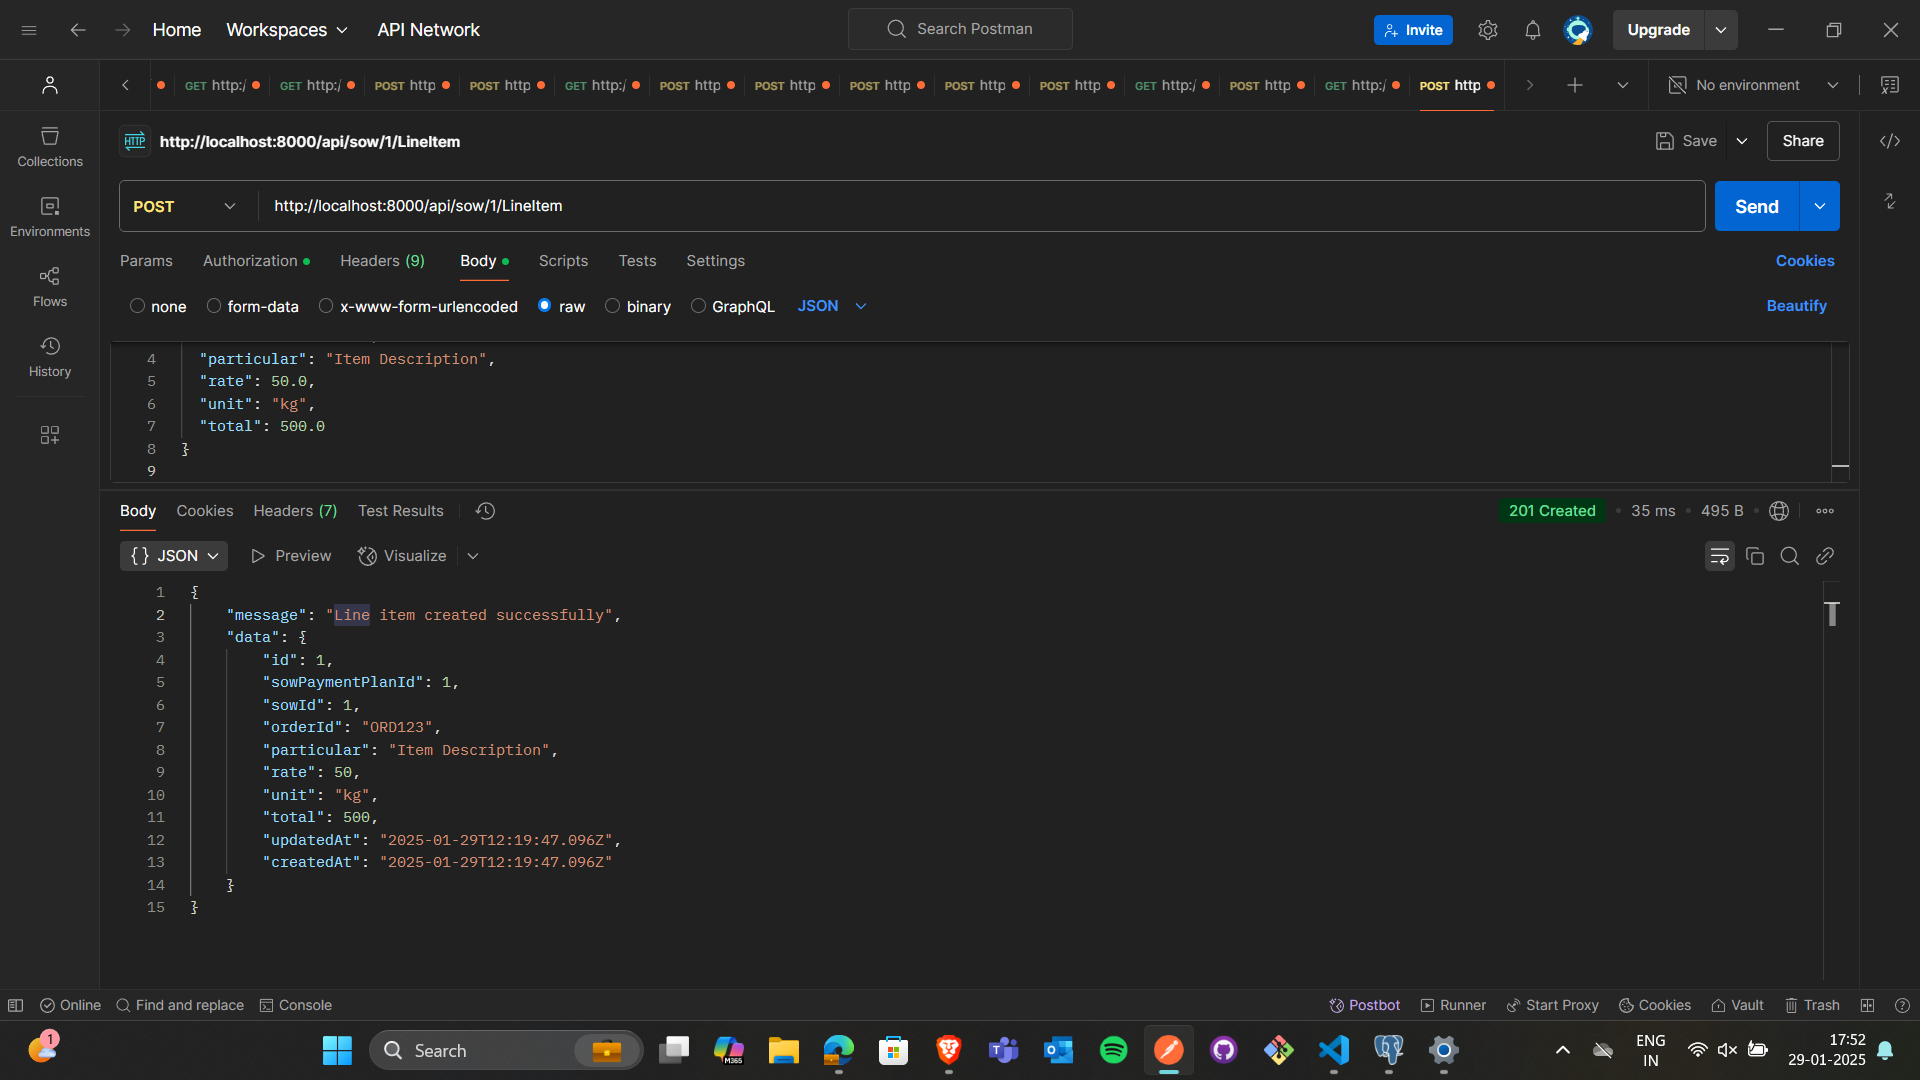 Home Workspaces API Network Search Postman Invite Upgrade
GET http:/ GET http:/ POST http POST http GET http:/ POST http POST http POST http POST http POST http GET http:/ POST http GET http:/ POST http No environment
HTTP http://localhost:8000/api/sow/1/LineItem Save Share
POST http://localhost:8000/api/sow/1/LineItem Send
Params Authorization Headers (9) Body Scripts Tests Settings Cookies
none form-data x-www-form-urlencoded raw binary GraphQL JSON Beautify
Collections
Environments
Flows
History
4 "particular": "Item Description",
5 "rate": 50.0,
6 "unit": "kg",
7 "total": 500.0
8 }
9
Body Cookies Headers (7) Test Results 201 Created 35 ms 495 B
{} JSON Preview Visualize
1 {
2 "message": "Line item created successfully",
3 "data": {
4 "id": 1,
5 "sowPaymentPlanId": 1,
6 "sowId": 1,
7 "orderId": "ORD123",
8 "particular": "Item Description",
9 "rate": 50,
10 "unit": "kg",
11 "total": 500,
12 "updatedAt": "2025-01-29T12:19:47.096Z",
13 "createdAt": "2025-01-29T12:19:47.096Z"
14 }
15 }
Online Find and replace Console Postbot Runner Start Proxy Cookies Vault Trash
1 Search M365 ENG IN 17:52
29-01-2025